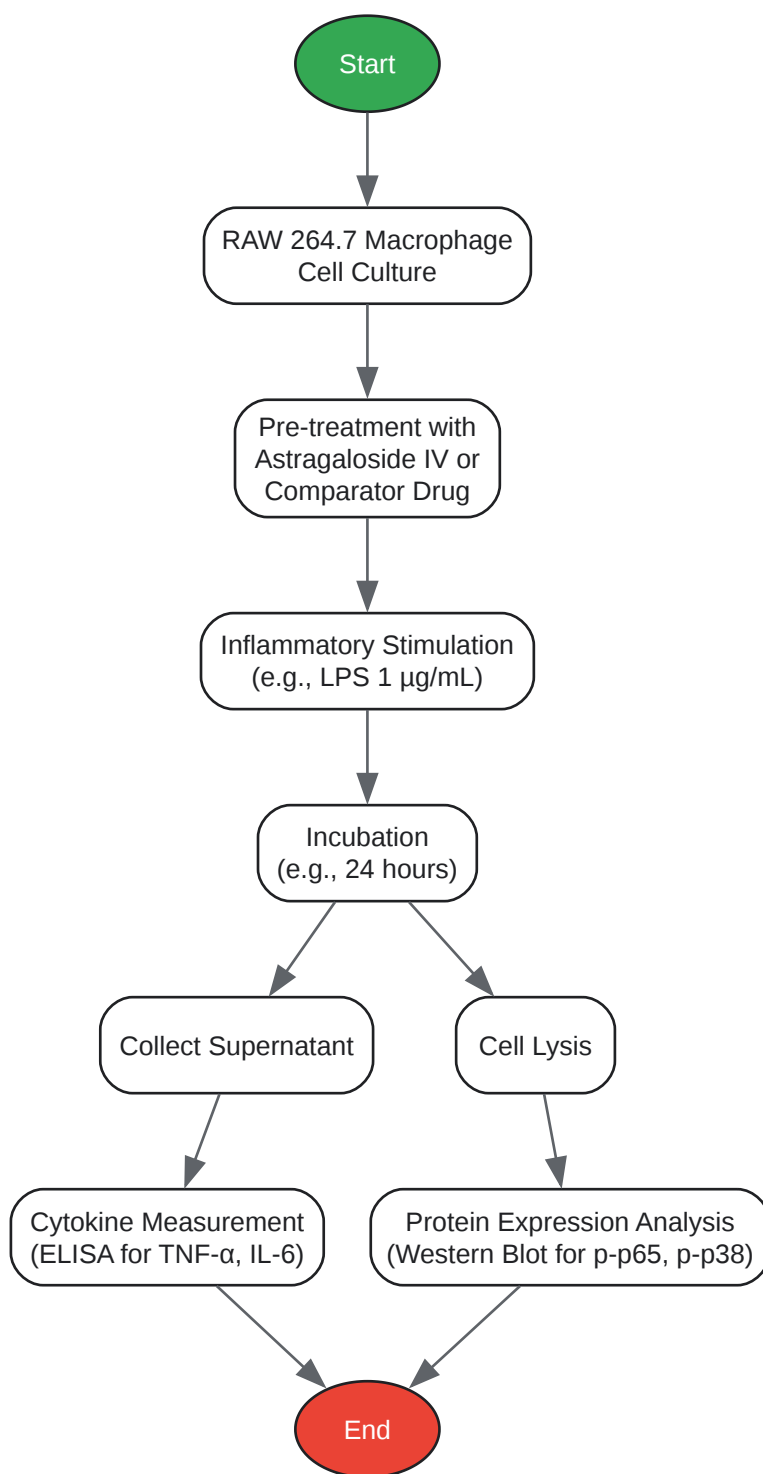 Start
RAW 264.7 Macrophage
Cell Culture
Pre-treatment with
Astragaloside IV or
Comparator Drug
Inflammatory Stimulation
(e.g., LPS 1 µg/mL)
Incubation
(e.g., 24 hours)
Collect Supernatant
Cell Lysis
Cytokine Measurement
(ELISA for TNF-α, IL-6)
Protein Expression Analysis
(Western Blot for p-p65, p-p38)
End